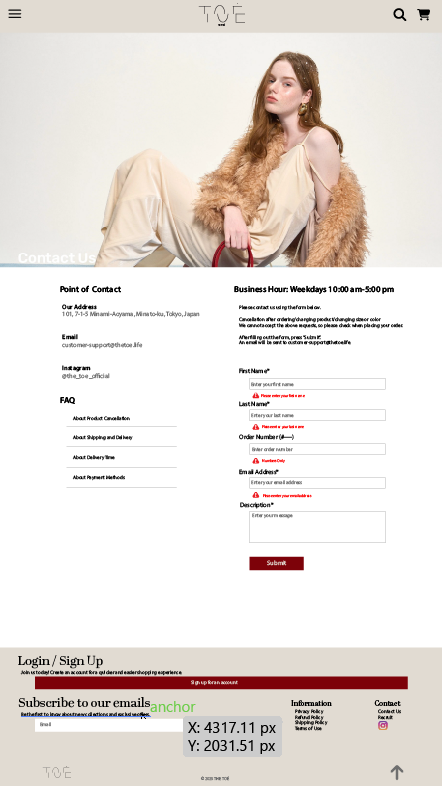 TOE
Contact Us
Point of Contact
Our Address
101, 7-1-5 Minami-Aoyama, Minato-ku, Tokyo, Japan
Email
customer-support@thetoe.life
Instagram
@the_toe_official
FAQ
About Product Cancellation
About Shipping and Delivery
About Delivery Time
About Payment Methods
Business Hour: Weekdays 10:00 am-5:00 pm
Please contact us using the form below.
Cancellation after ordering/changing product/changing size or color
We cannot accept the above requests, so please check when placing your order.
After filling out the form, press "Submit".
An email will be sent to customer-support@thetoe.life.
First Name*
Enter your first name
Please enter your first name
Last Name*
Enter your last name
Please enter your last name
Order Number (#----)
Enter order number
Numbers Only
Email Address*
Enter your email address
Please enter your email address
Description*
Enter your message
Submit
Login / Sign Up
Join us today! Create an account for a quicker and easier shopping experience.
Sign up for an account
Subscribe to our emails
anchor
Be the first to know about new collections and exclusive offers.
Email
X: 4317.11 px
Y: 2031.51 px
Information
Privacy Policy
Refund Policy
Shipping Policy
Terms of Use
Contact
Contact Us
Recruit
TOE
© 2023 THE TOÉ